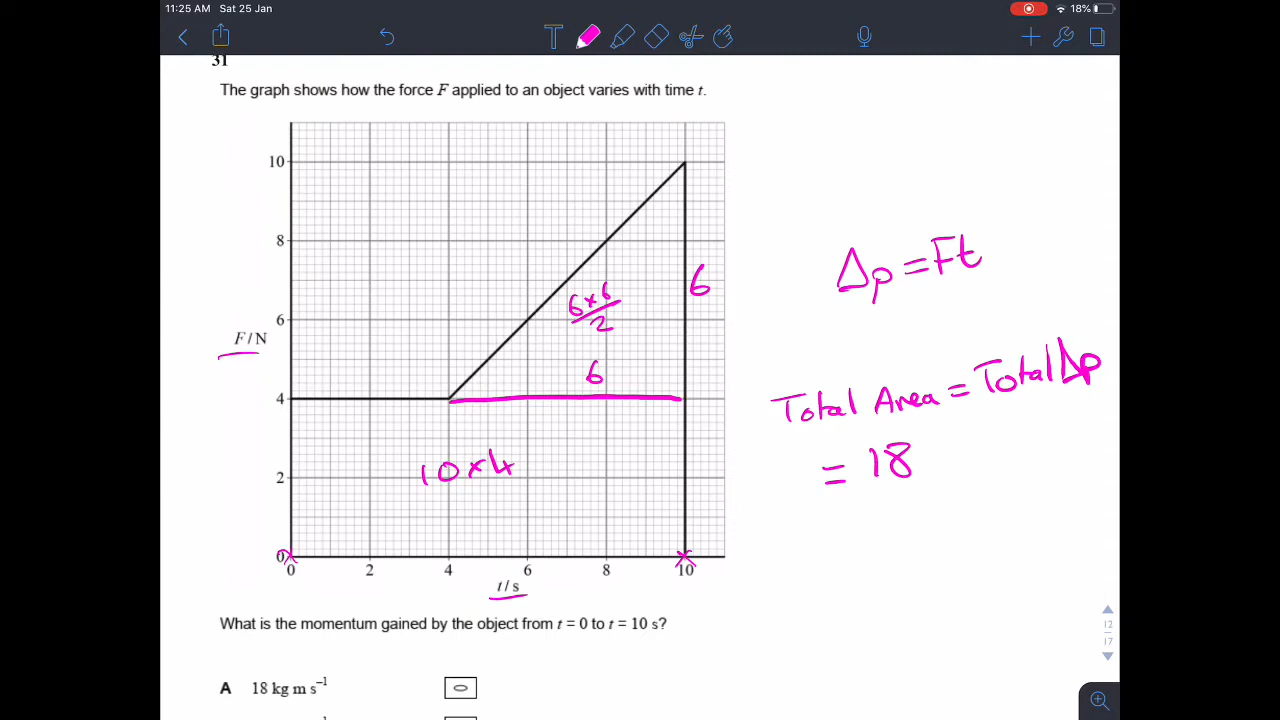 11:25 AM Sat 25 Jan
18%
31
The graph shows how the force F applied to an object varies with time t.
10
8
6
F / N
4
2
0
0 2 4 6 8 10
t / s
6×6
2
6
6
10×4
Δp = Ft
Total Area = Total Δp
= 18
What is the momentum gained by the object from t = 0 to t = 10 s?
A 18 kg m s⁻¹
12
17